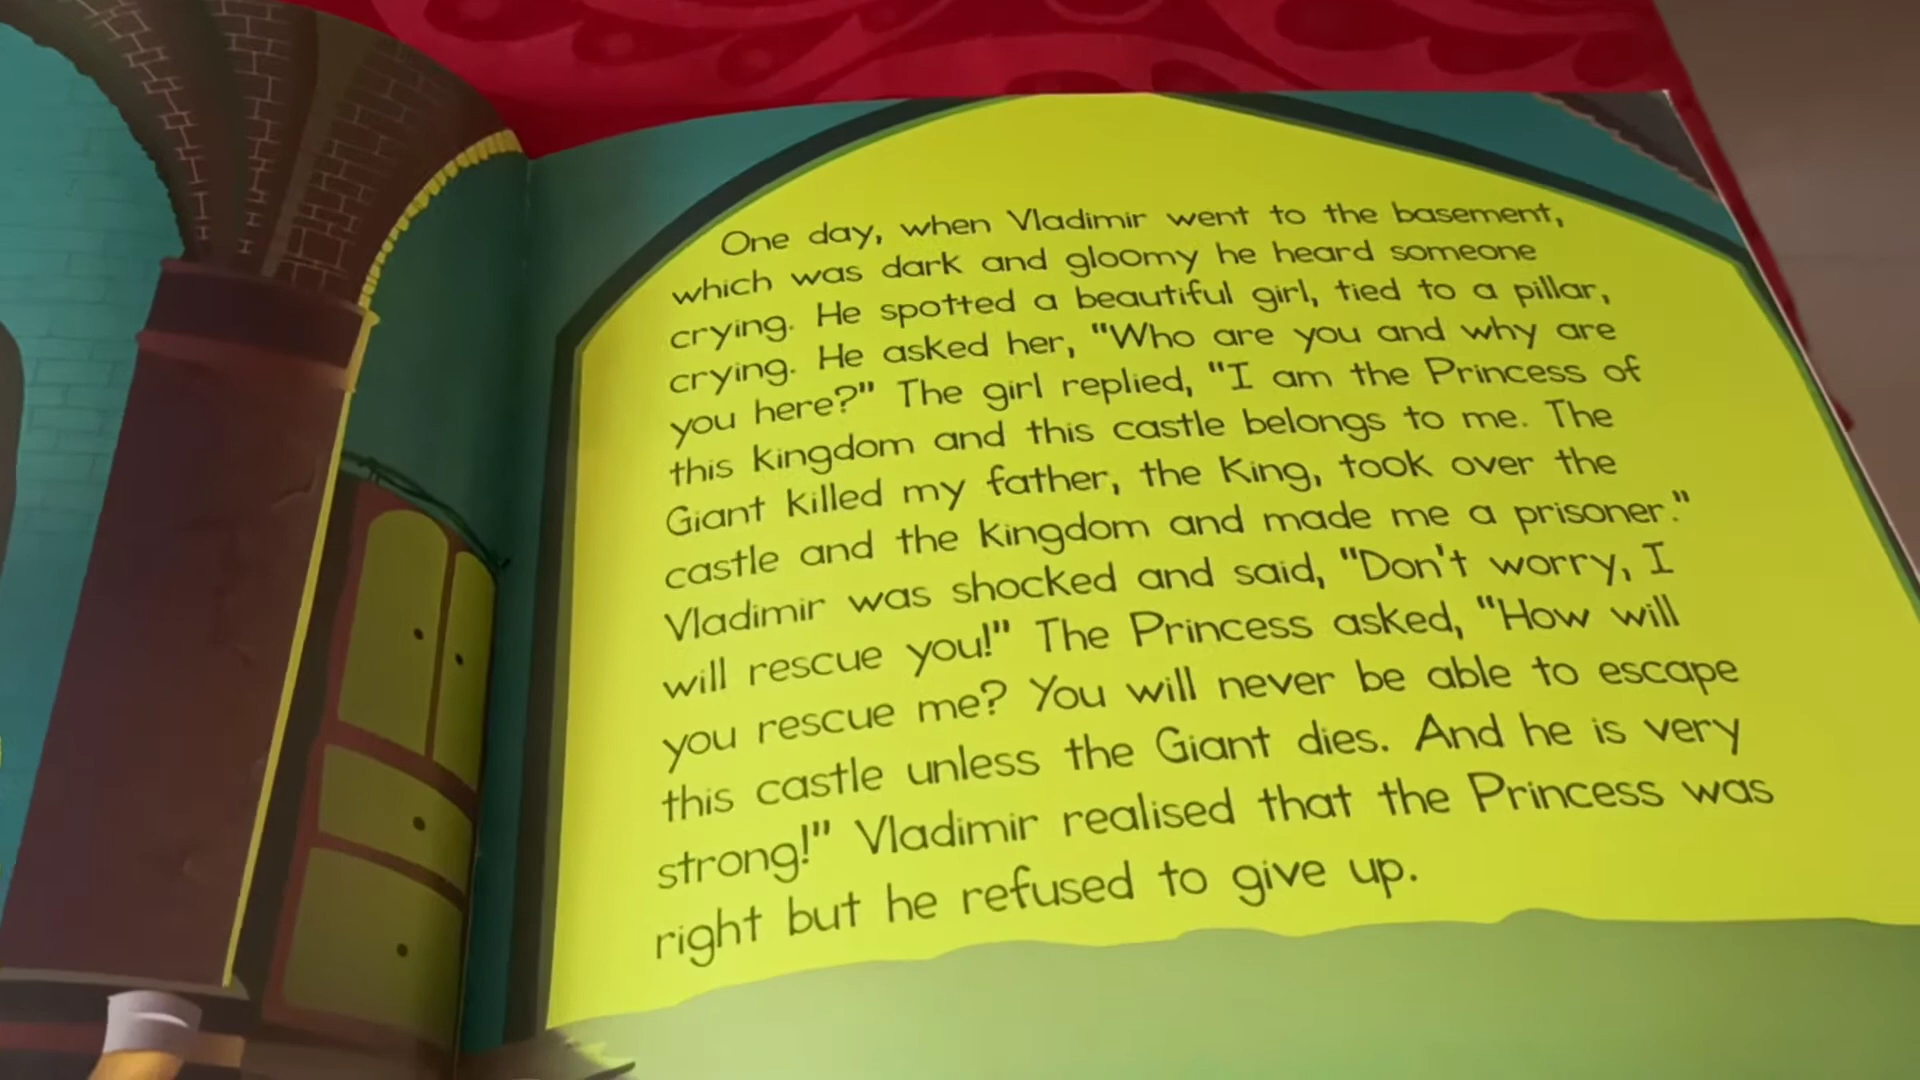 One day, when Vladimir went to the basement,
which was dark and gloomy he heard someone
crying. He spotted a beautiful girl, tied to a pillar,
crying. He asked her, "Who are you and why are
you here?" The girl replied, "I am the Princess of
this kingdom and this castle belongs to me. The
Giant killed my father, the King, took over the
castle and the kingdom and made me a prisoner."
Vladimir was shocked and said, "Don't worry, I
will rescue you!" The Princess asked, "How will
you rescue me? You will never be able to escape
this castle unless the Giant dies. And he is very
strong!" Vladimir realised that the Princess was
right but he refused to give up.